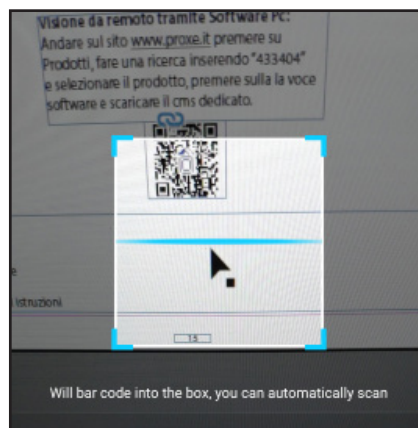 Visione da remoto tramite Software PC:
Andare sul sito www.proxe.it premere su
Prodotti, fare una ricerca inserendo "433404"
e selezionare il prodotto, premere sulla la voce
software e scaricare il cms dedicato.
e
istruzioni
15
Will bar code into the box, you can automatically scan